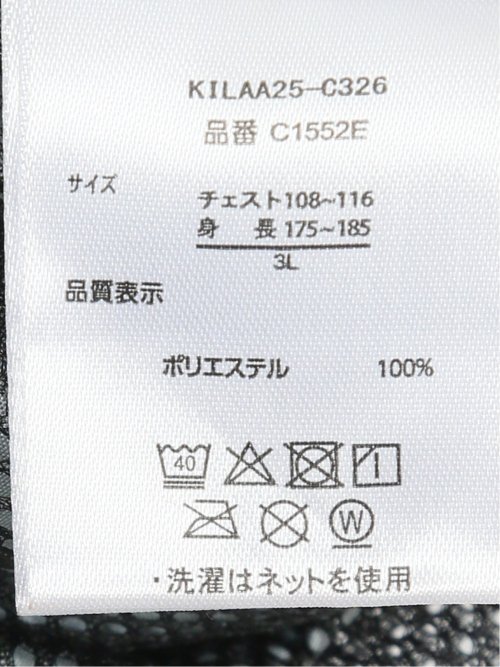 KILAA25-C326
品番 C1552E
サイズ
チェスト108~116
身 長 175~185
3L
品質表示
ポリエステル 100%
40
W
・洗濯はネットを使用